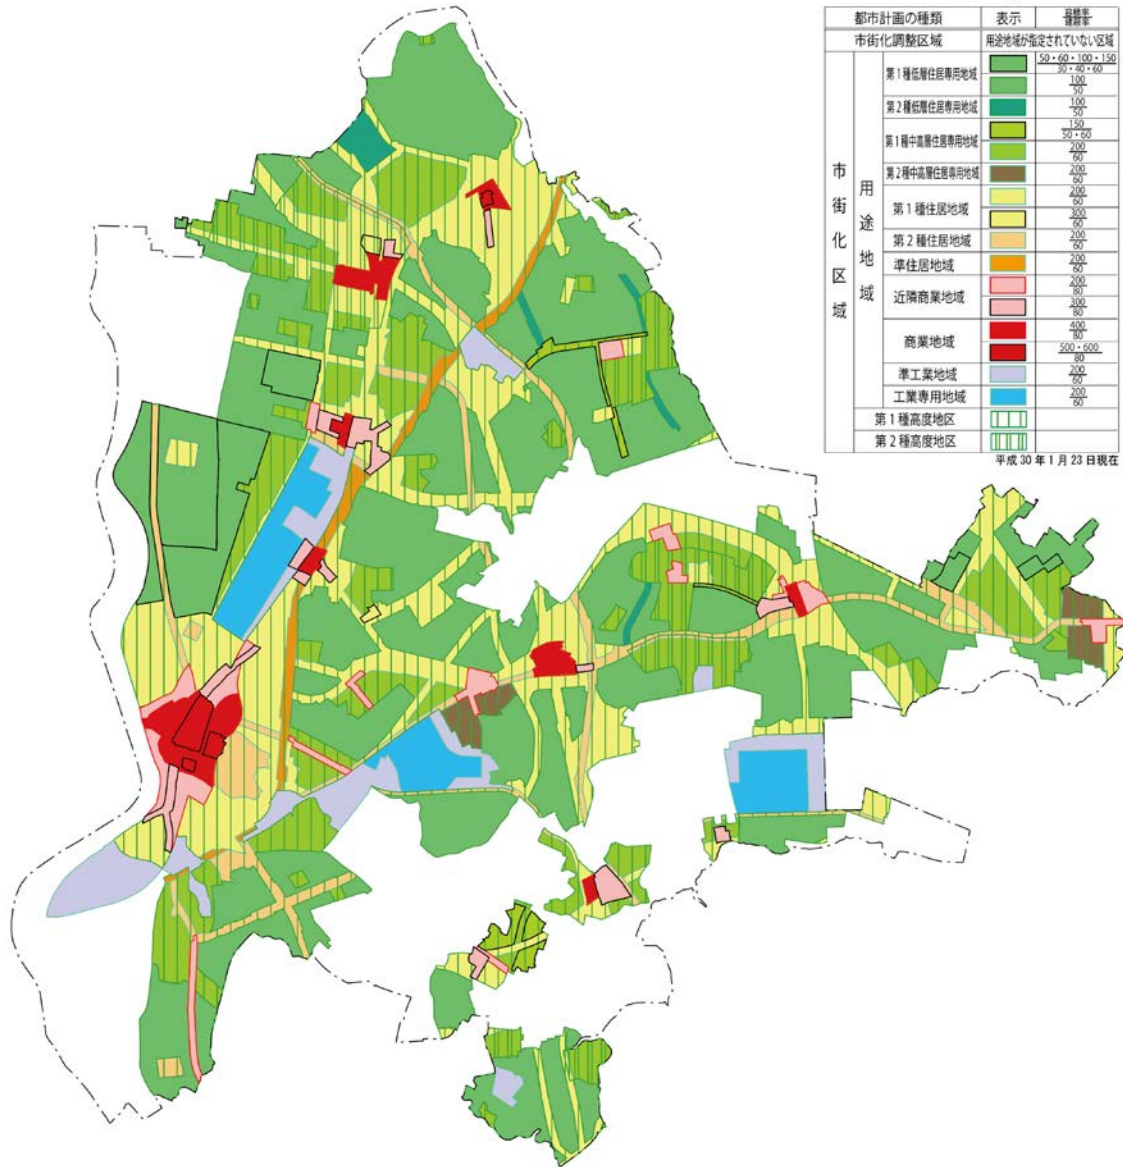 都市計画の種類 表示 容積率/建蔽率
市街化調整区域 用途地域が指定されていない区域
市街化区域
用途地域
第1種低層住居専用地域 50・60・100・150/30・40・60
100/50
第2種低層住居専用地域 100/50
第1種中高層住居専用地域 150/50・60
200/60
第2種中高層住居専用地域 200/60
第1種住居地域 200/60
300/60
第2種住居地域 200/60
準住居地域 200/60
近隣商業地域 200/80
300/80
商業地域 400/80
500・600/80
準工業地域 200/60
工業専用地域 200/60
第1種高度地区
第2種高度地区
平成30年1月23日現在